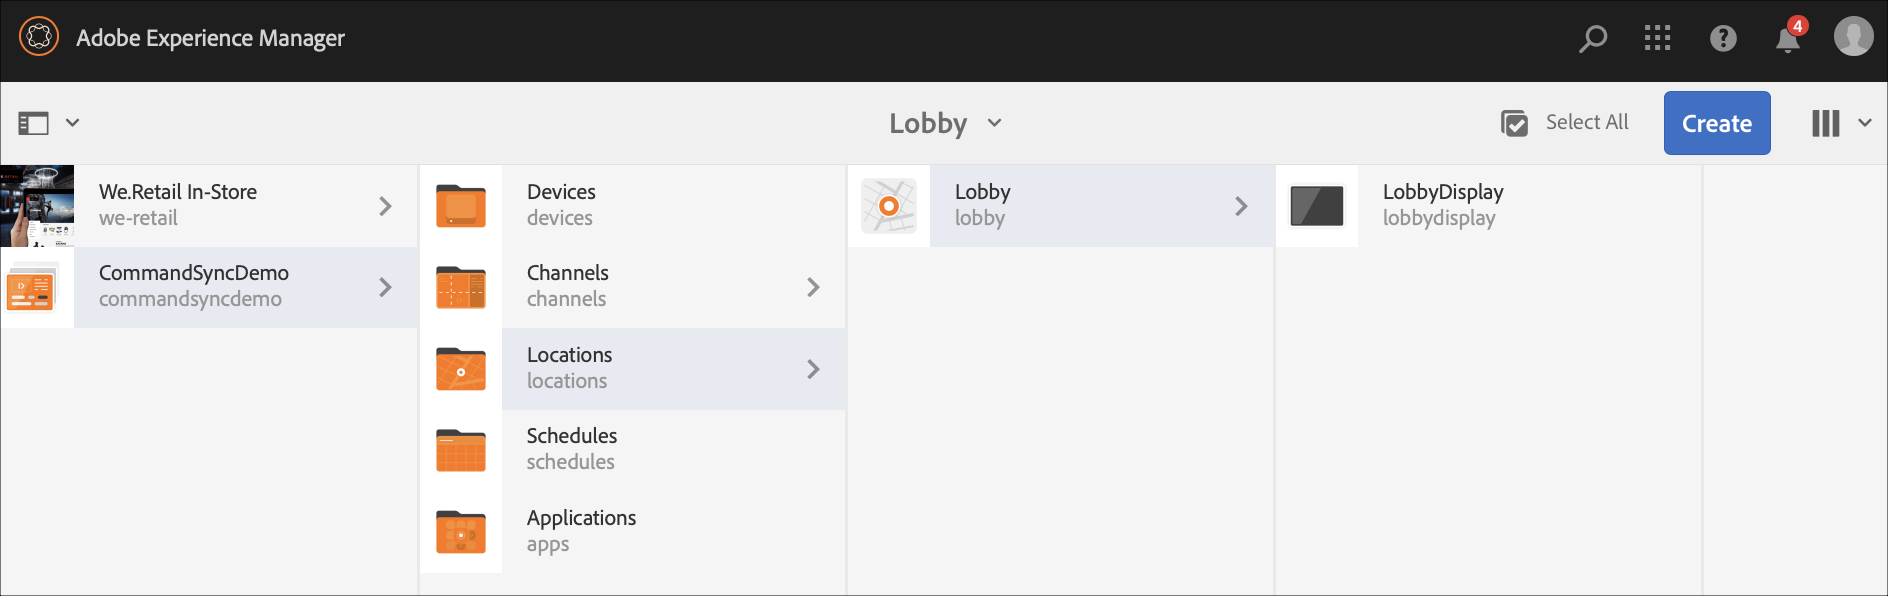 Adobe Experience Manager
4
Lobby
Select All
Create
We.Retail In-Store
we-retail
CommandSyncDemo
commandsyncdemo
Devices
devices
Channels
channels
Locations
locations
Schedules
schedules
Applications
apps
Lobby
lobby
LobbyDisplay
lobbydisplay